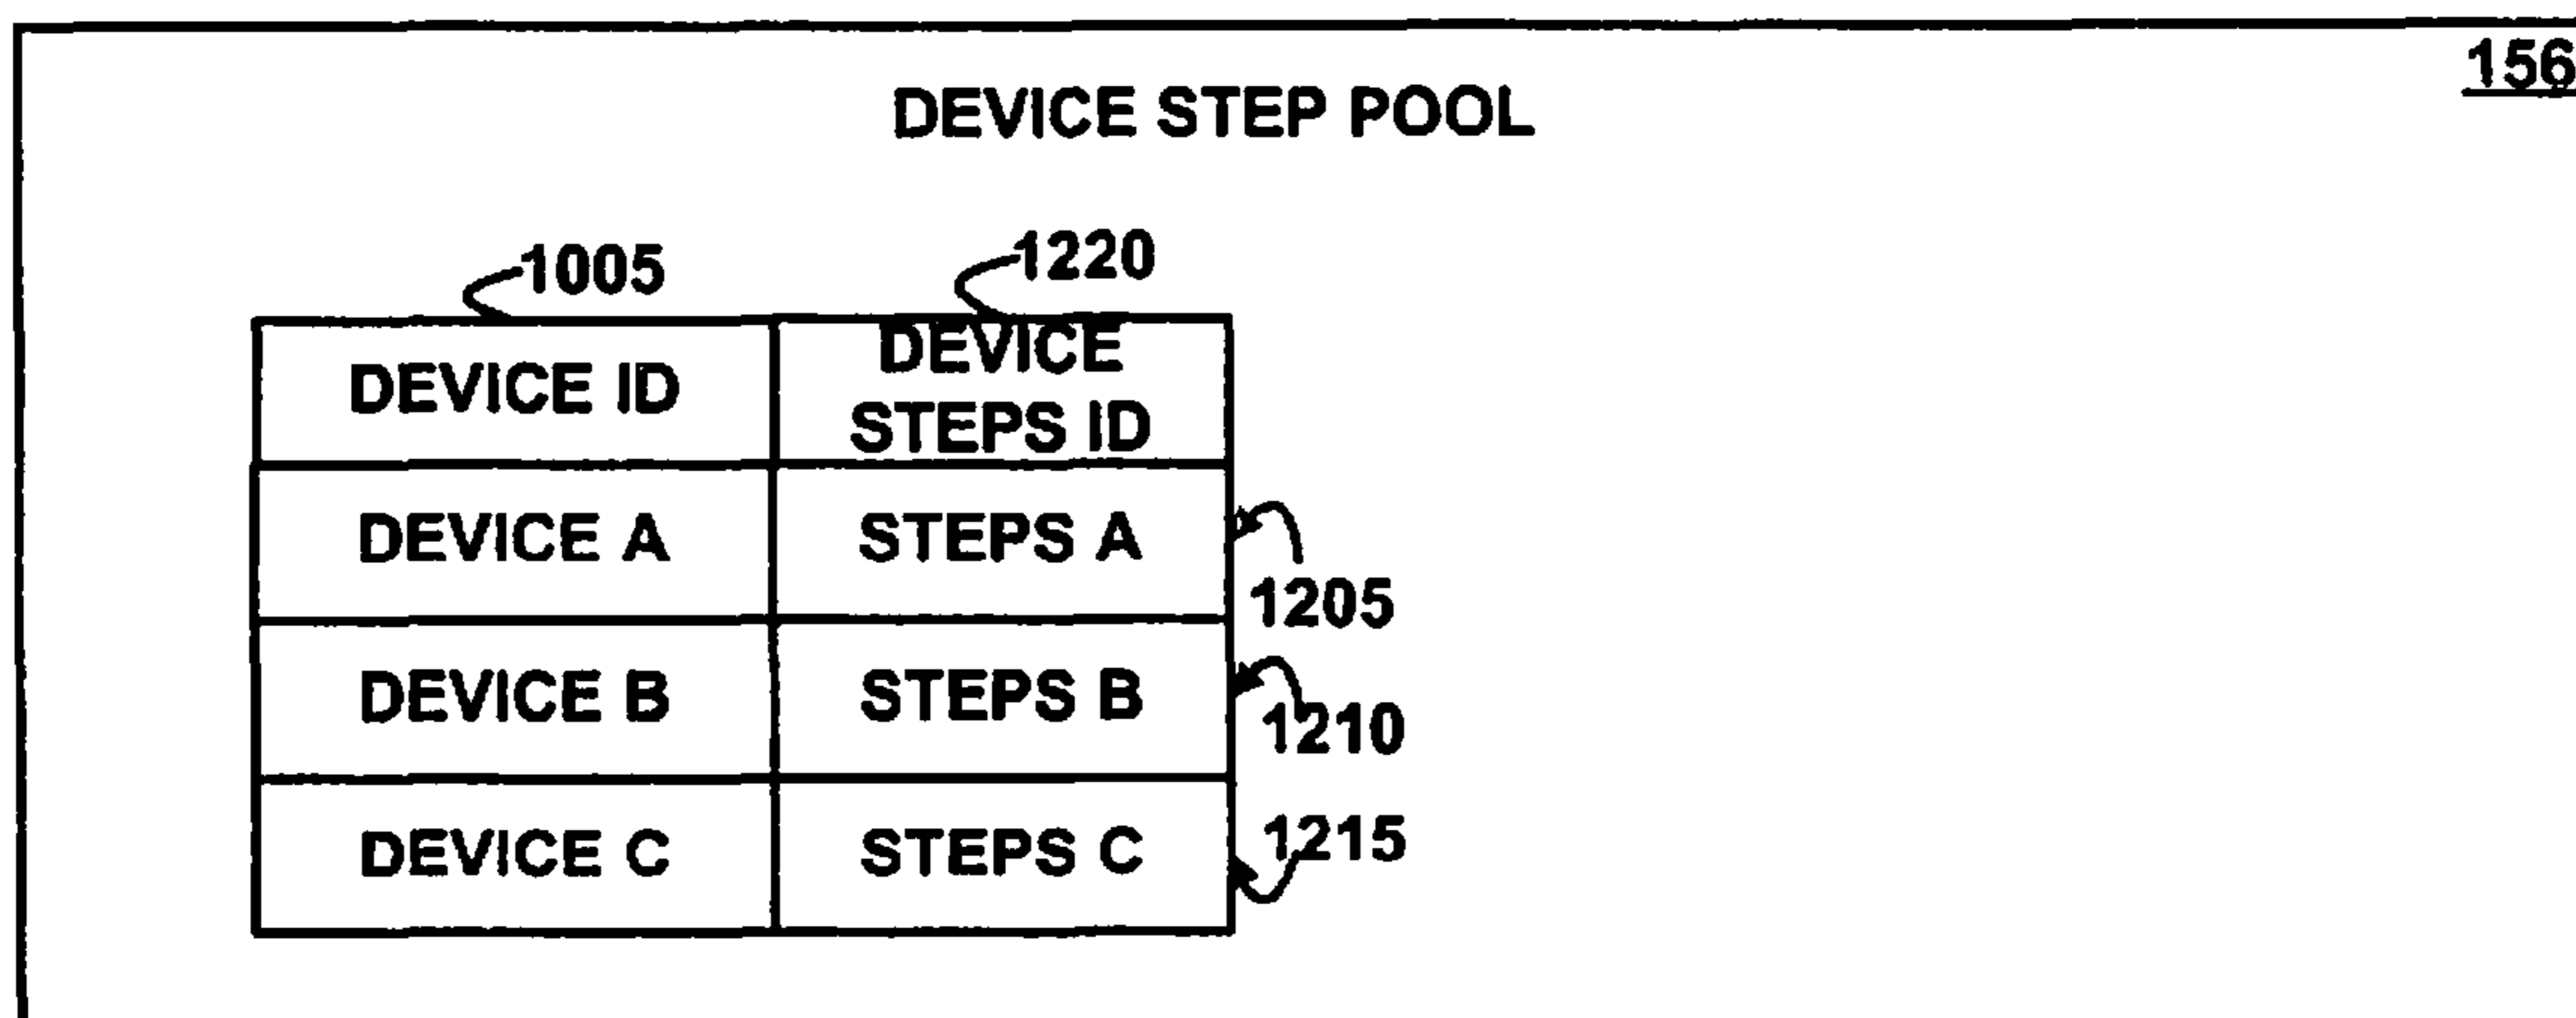 156
DEVICE STEP POOL
1005
1220
DEVICE ID
DEVICE
STEPS ID
DEVICE A
STEPS A
1205
DEVICE B
STEPS B
1210
DEVICE C
STEPS C
1215